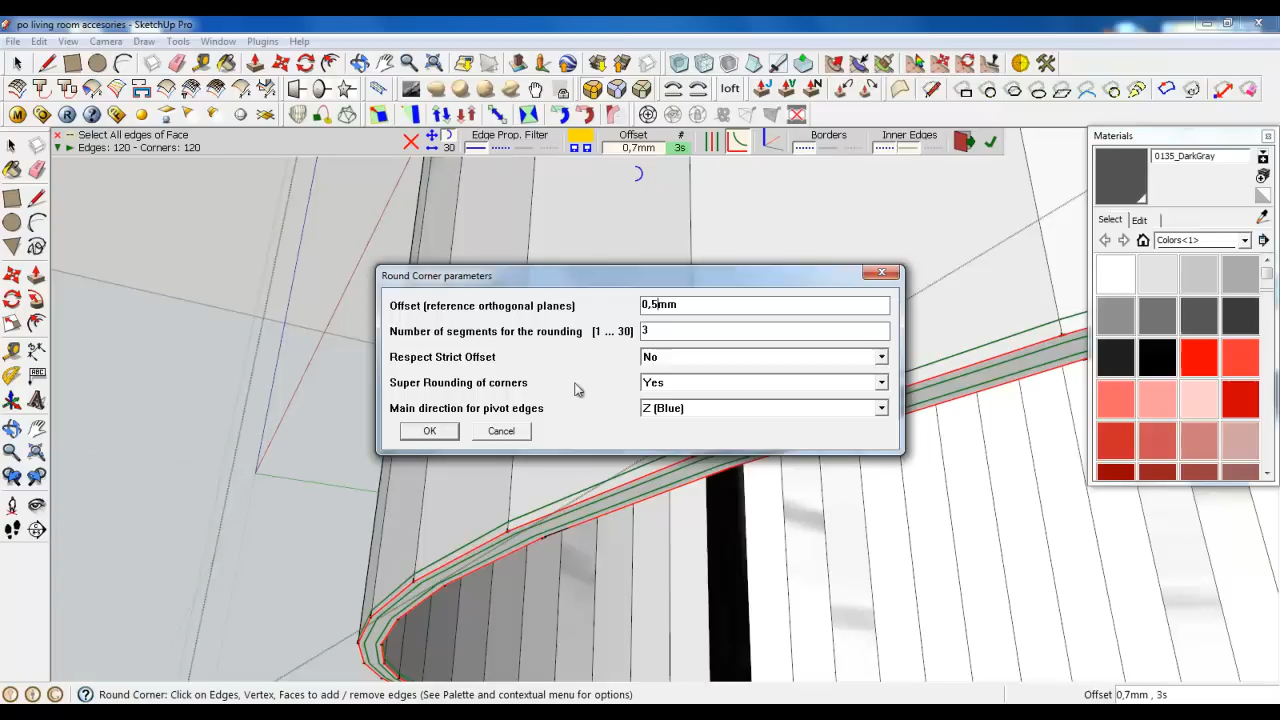 po living room accesories - SketchUp Pro
File Edit View Camera Draw Tools Window Plugins Help
loft
Select All edges of Face
Edges: 120 - Corners: 120
30
Edge Prop. Filter
Offset
0,7mm
#
3s
Borders
Inner Edges
Materials
0135_DarkGray
Select Edit
Colors<1>
Round Corner parameters
Offset (reference orthogonal planes) 0,5mm
Number of segments for the rounding [1 ... 30] 3
Respect Strict Offset No
Super Rounding of corners Yes
Main direction for pivot edges Z (Blue)
OK Cancel
Round Corner: Click on Edges, Vertex, Faces to add / remove edges (See Palette and contextual menu for options)
Offset 0,7mm , 3s